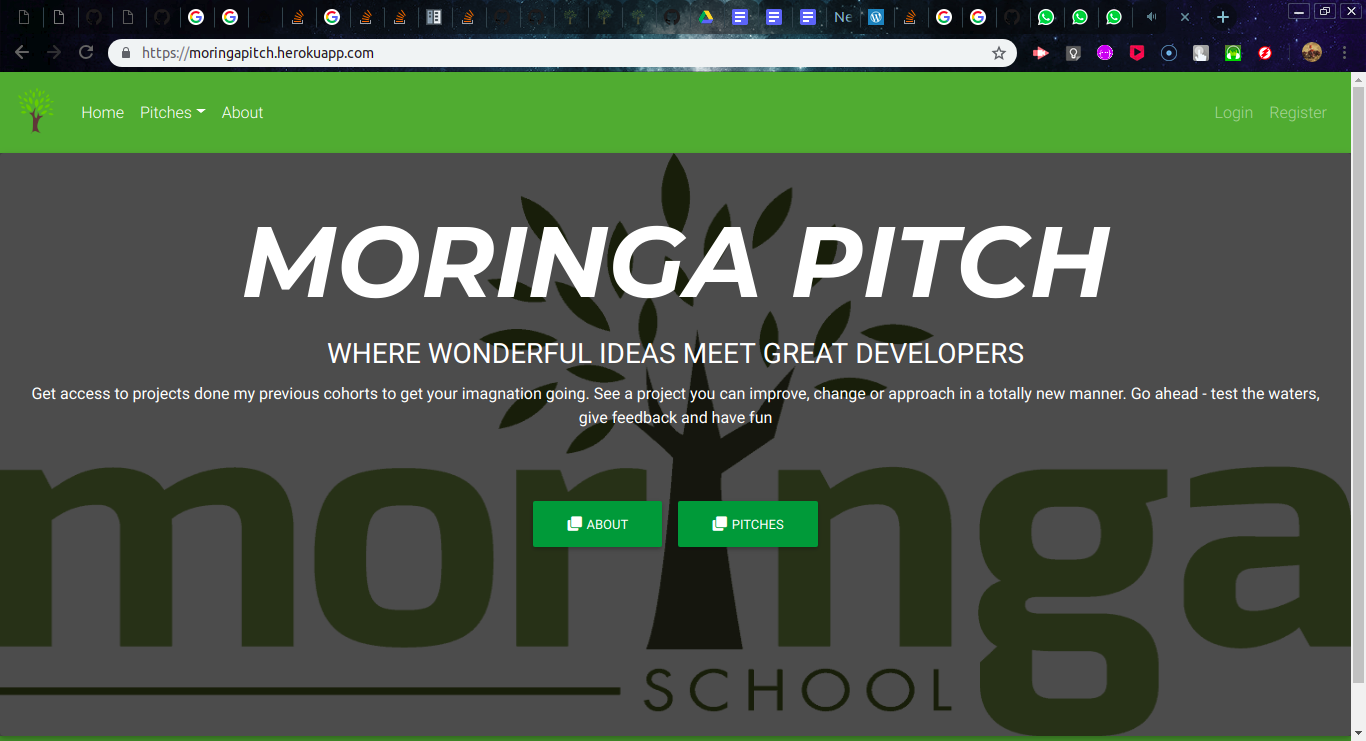 Ne
https://moringapitch.herokuapp.com
Home Pitches About Login Register
MORINGA PITCH
WHERE WONDERFUL IDEAS MEET GREAT DEVELOPERS
Get access to projects done my previous cohorts to get your imagnation going. See a project you can improve, change or approach in a totally new manner. Go ahead - test the waters,
give feedback and have fun
moringa
ABOUT PITCHES
SCHOOL